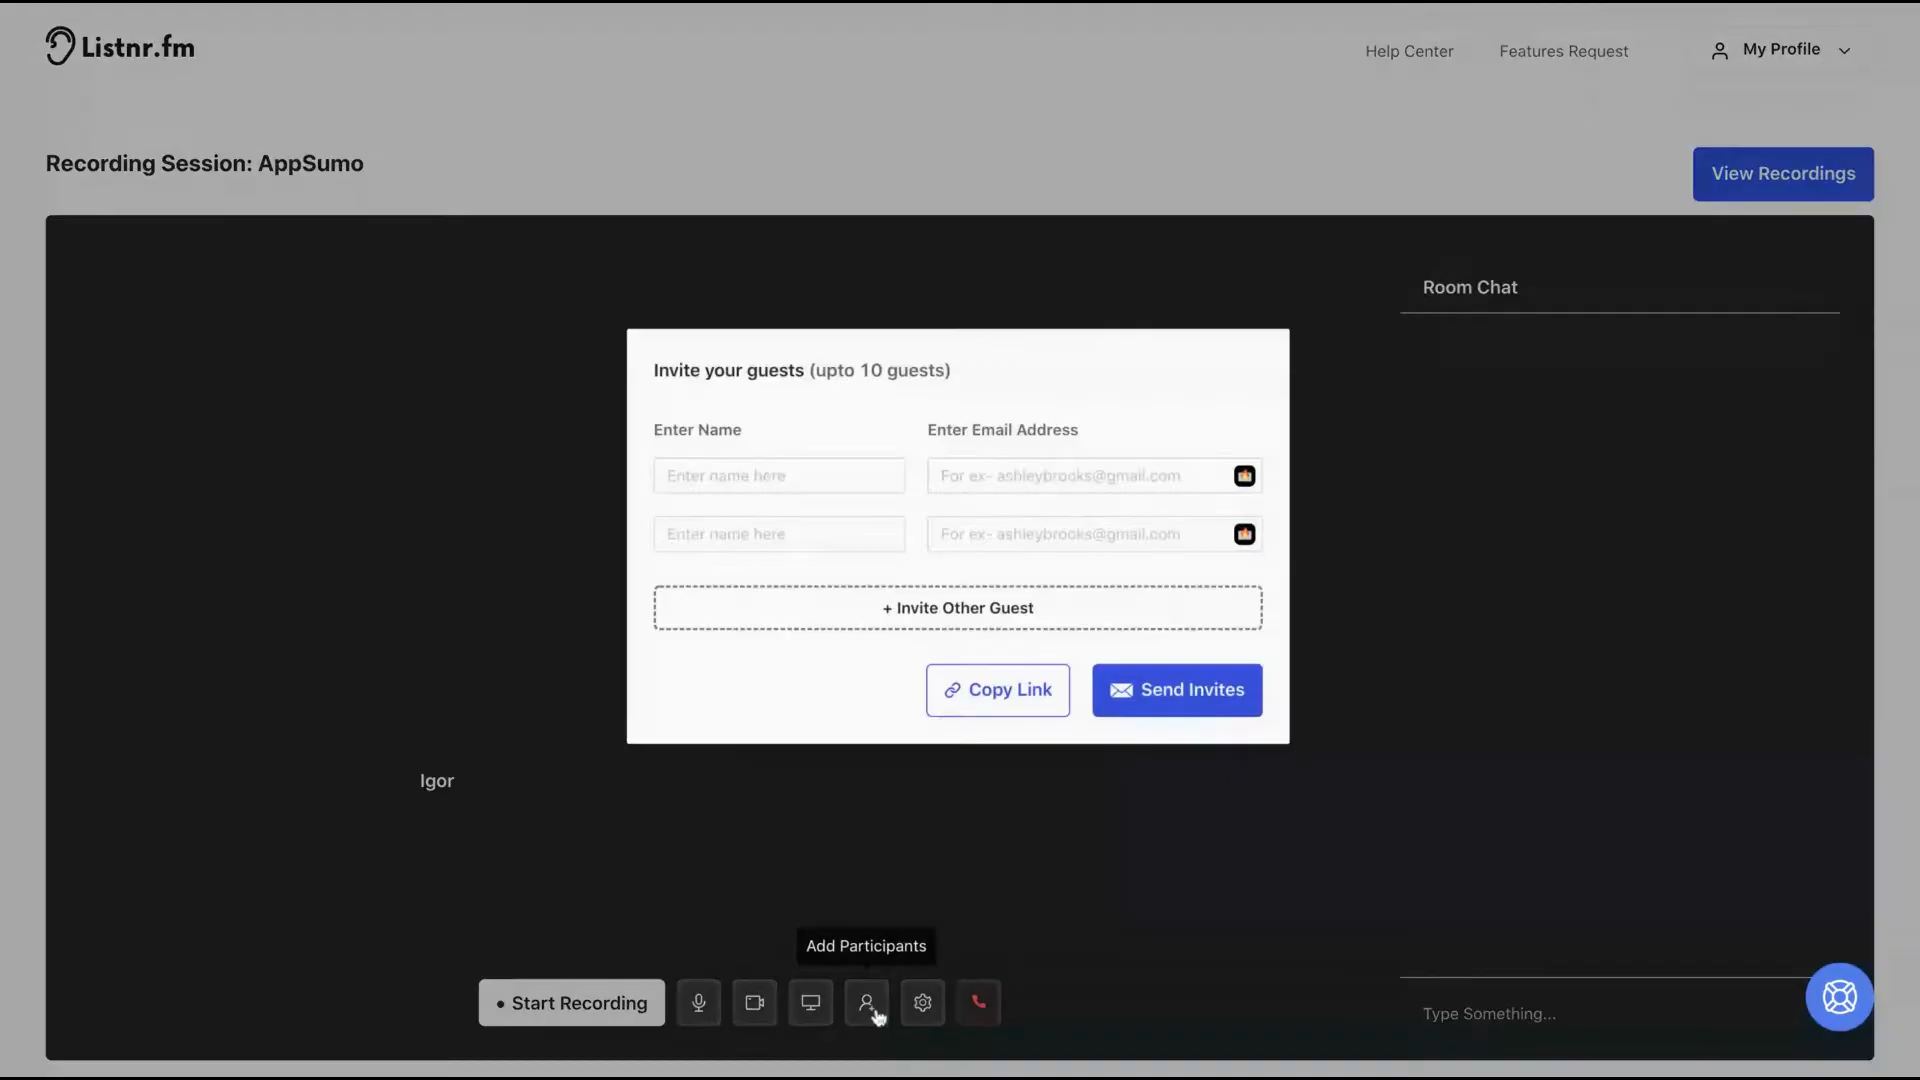 Listnr.fm
Help Center
Features Request
My Profile
Recording Session: AppSumo
View Recordings
Room Chat
Invite your guests (upto 10 guests)
Enter Name
Enter Email Address
Enter name here
For ex- ashleybrooks@gmail.com
Enter name here
For ex- ashleybrooks@gmail.com
+ Invite Other Guest
Copy Link
Send Invites
Igor
Add Participants
• Start Recording
Type Something...